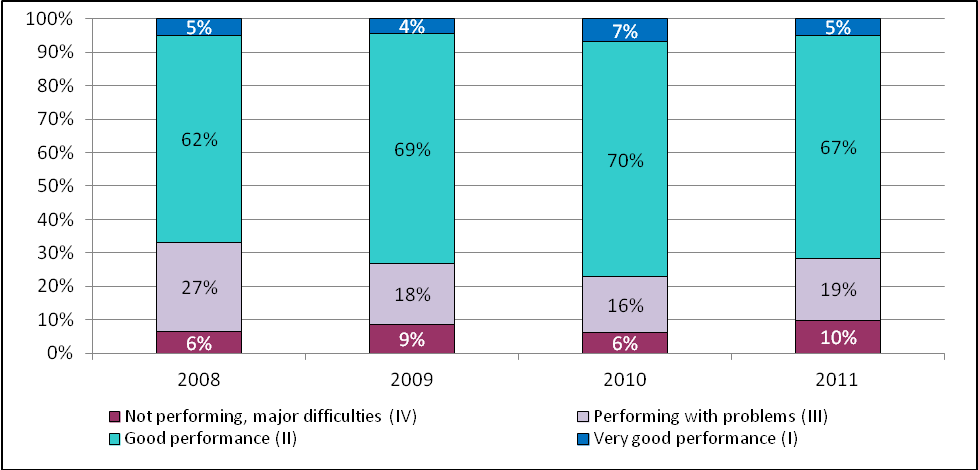 100%
90%
80%
70%
60%
50%
40%
30%
20%
10%
0%
5% 4% 7% 5%
62% 69% 70% 67%
27% 18% 16% 19%
6% 9% 6% 10%
2008 2009 2010 2011
Not performing, major difficulties (IV) Performing with problems (III)
Good performance (II) Very good performance (I)